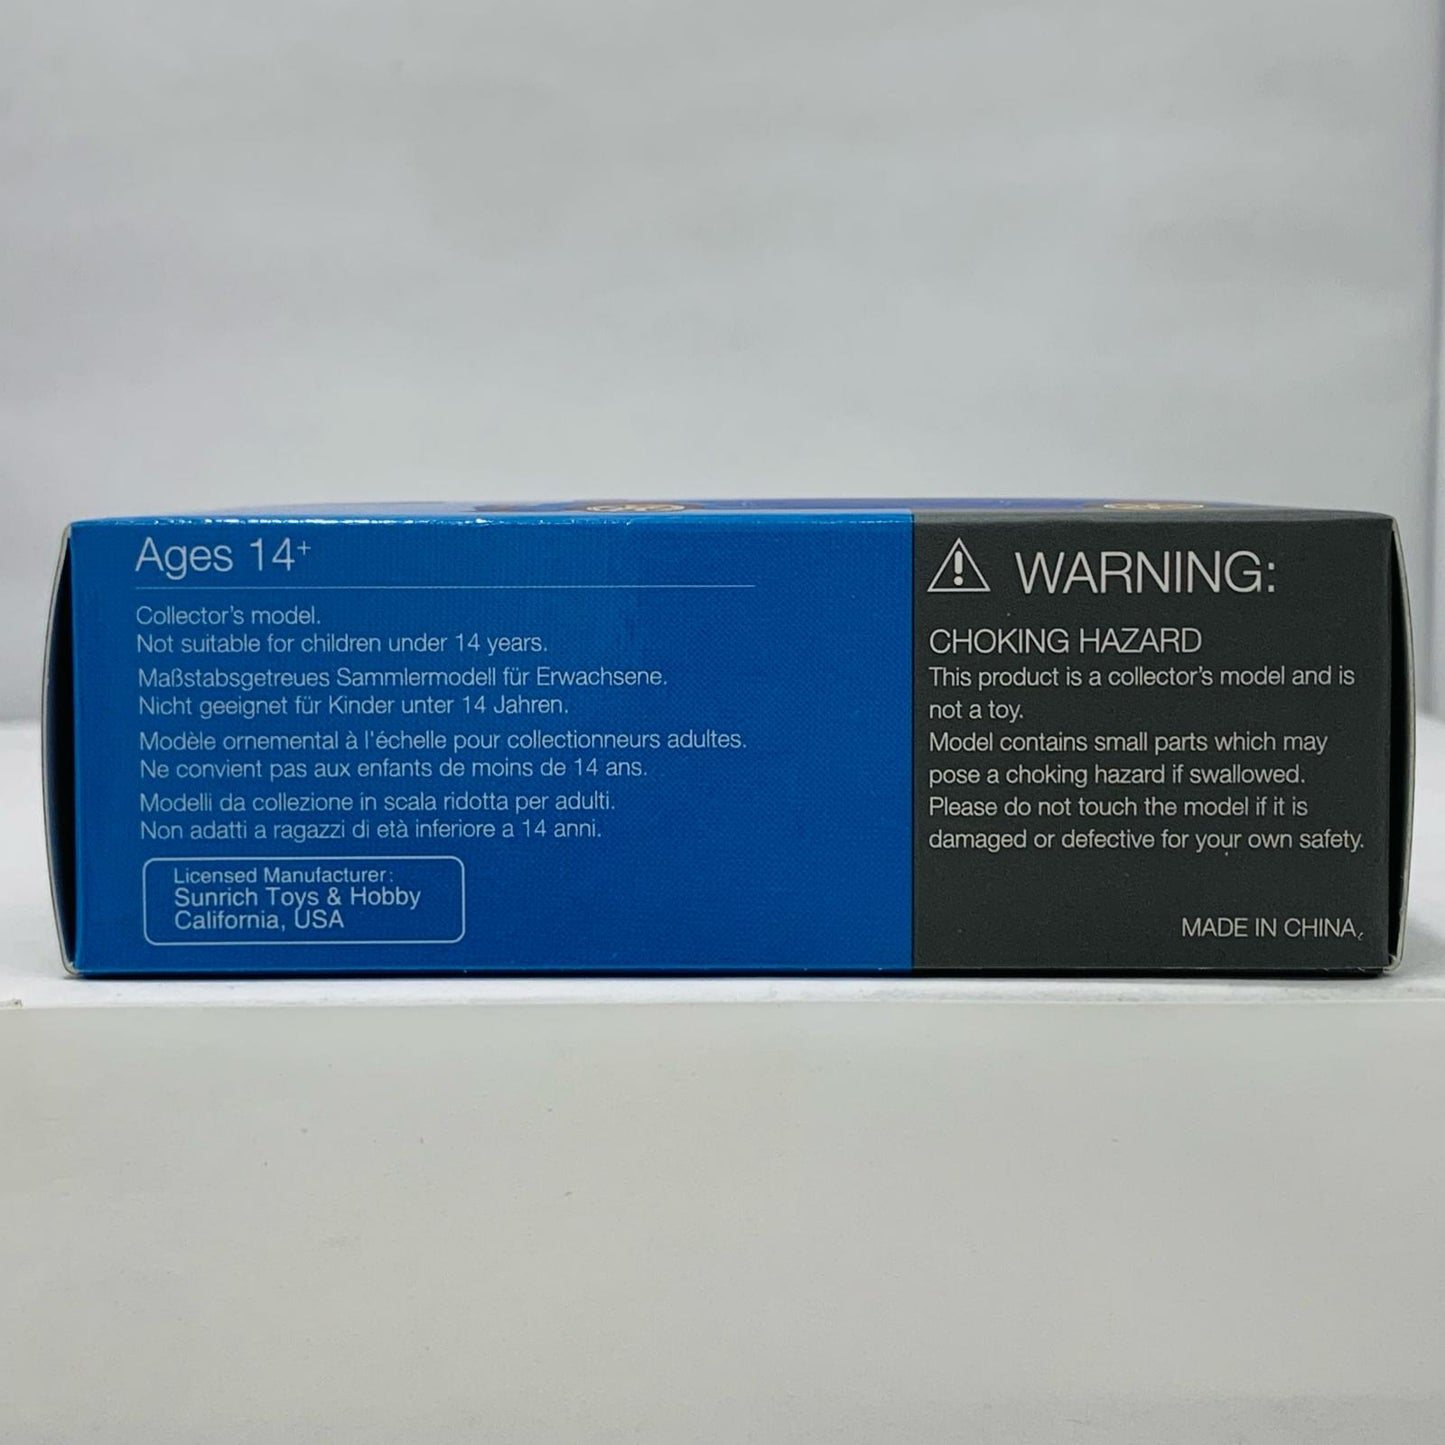 Ages 14+
Collector's model.
Not suitable for children under 14 years.
Maßstabsgetreues Sammlermodell für Erwachsene.
Nicht geeignet für Kinder unter 14 Jahren.
Modèle ornemental à l'échelle pour collectionneurs adultes.
Ne convient pas aux enfants de moins de 14 ans.
Modelli da collezione in scala ridotta per adulti.
Non adatti a ragazzi di età inferiore a 14 anni.
Licensed Manufacturer:
Sunrich Toys & Hobby
California, USA
WARNING:
CHOKING HAZARD
This product is a collector's model and is
not a toy.
Model contains small parts which may
pose a choking hazard if swallowed.
Please do not touch the model if it is
damaged or defective for your own safety.
MADE IN CHINA